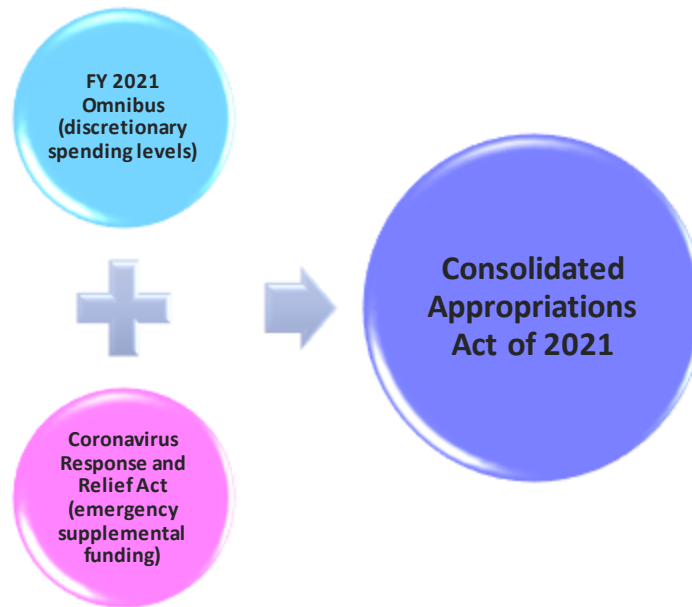 FY 2021
Omnibus
(discretionary
spending levels)
Coronavirus
Response and
Relief Act
(emergency
supplemental
funding)
Consolidated
Appropriations
Act of 2021